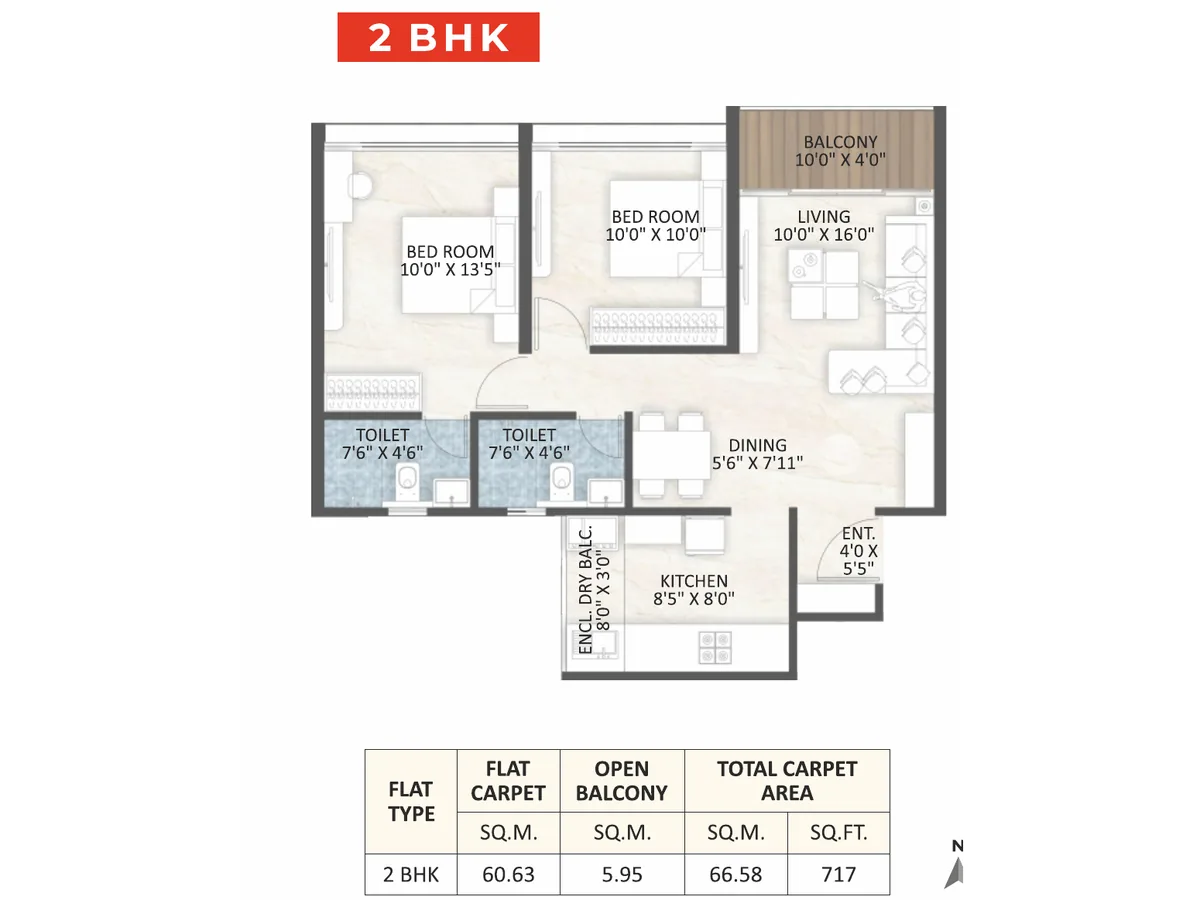 2 BHK
BALCONY
10'0" X 4'0"
BED ROOM
10'0" X 10'0"
LIVING
10'0" X 16'0"
BED ROOM
10'0" X 13'5"
TOILET
7'6" X 4'6"
TOILET
7'6" X 4'6"
DINING
5'6" X 7'11"
ENCL. DRY BALC.
8'0" X 3'0"
KITCHEN
8'5" X 8'0"
ENT.
4'0 X
5'5"
FLAT TYPE
FLAT CARPET
OPEN BALCONY
TOTAL CARPET AREA
SQ.M. SQ.M. SQ.M. SQ.FT.
2 BHK 60.63 5.95 66.58 717
N